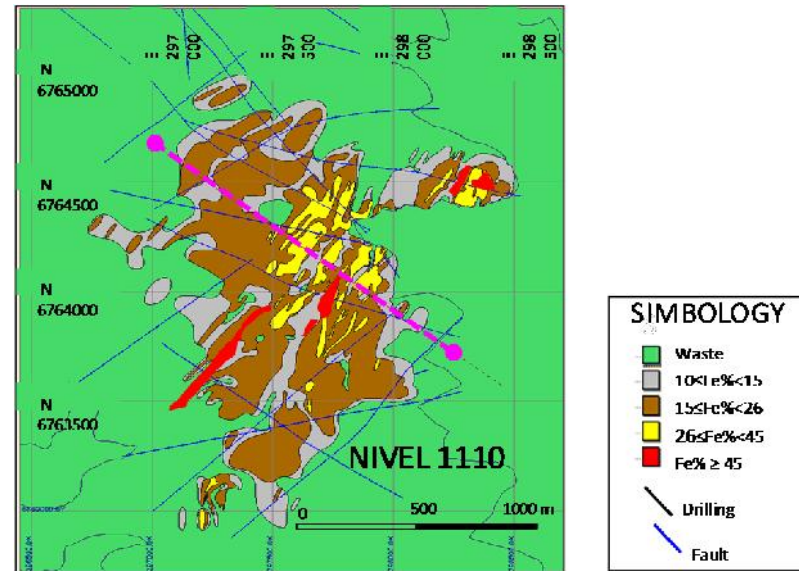 E 297 000
E 297 500
E 298 000
E 298 500
N
6765000
N
6764500
N
6764000
N
6763500
NIVEL 1110
0 500 1000 m
SIMBOLOGY
Waste
10<Fe%<15
15≤Fe%<26
26≤Fe%<45
Fe% ≥ 45
Drilling
Fault